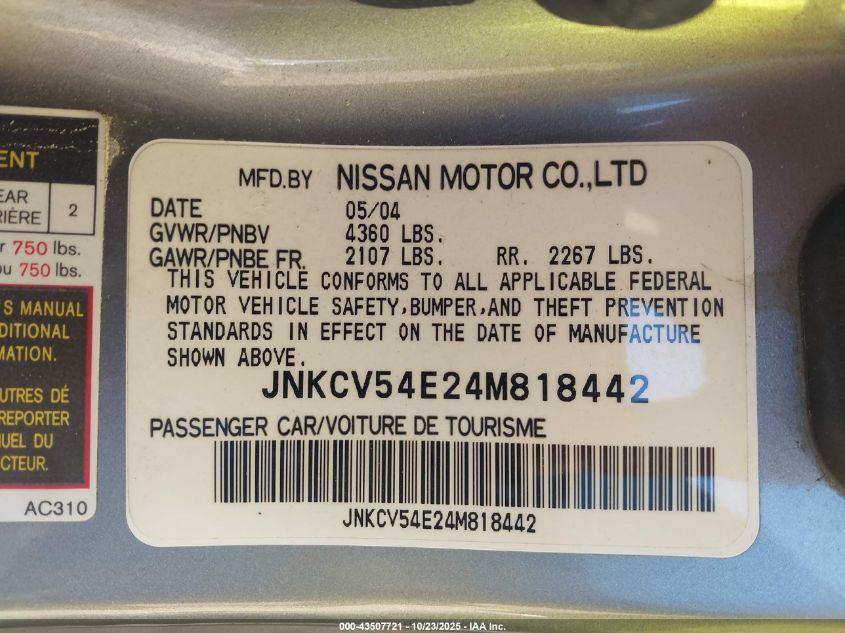 ENT
EAR
RIÈRE
2
r 750 lbs.
ou 750 lbs.
'S MANUAL
DDITIONAL
MATION.
AUTRES DÉ
REPORTER
NUEL DU
CTEUR.
AC310
MFD.BY NISSAN MOTOR CO.,LTD
DATE 05/04
GVWR/PNBV 4360 LBS.
GAWR/PNBE FR. 2107 LBS. RR. 2267 LBS.
THIS VEHICLE CONFORMS TO ALL APPLICABLE FEDERAL
MOTOR VEHICLE SAFETY,BUMPER,AND THEFT PREVENTION
STANDARDS IN EFFECT ON THE DATE OF MANUFACTURE
SHOWN ABOVE.
JNKCV54E24M818442
PASSENGER CAR/VOITURE DE TOURISME
JNKCV54E24M818442
000-43507721 - 10/23/2025 - IAA Inc.